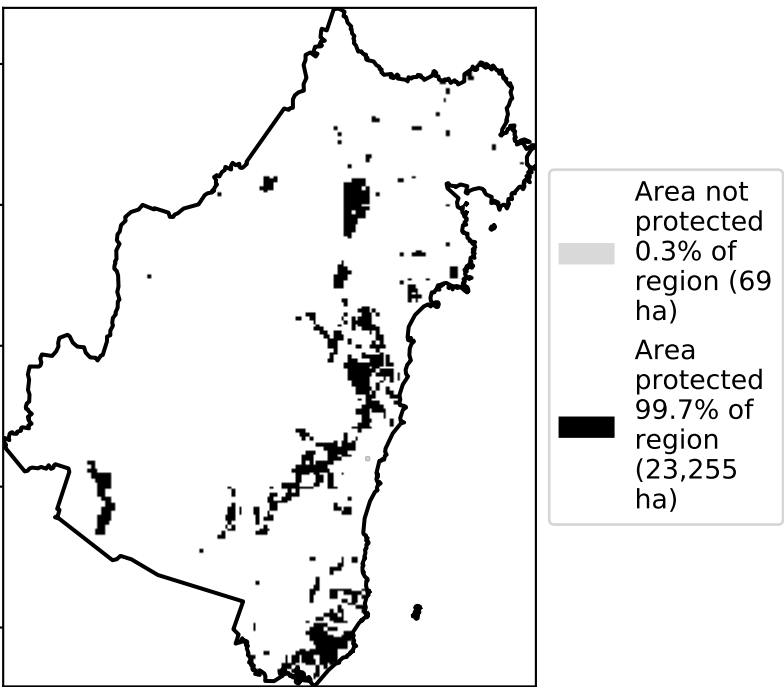 Area not
protected
0.3% of
region (69
ha)
Area
protected
99.7% of
region
(23,255
ha)